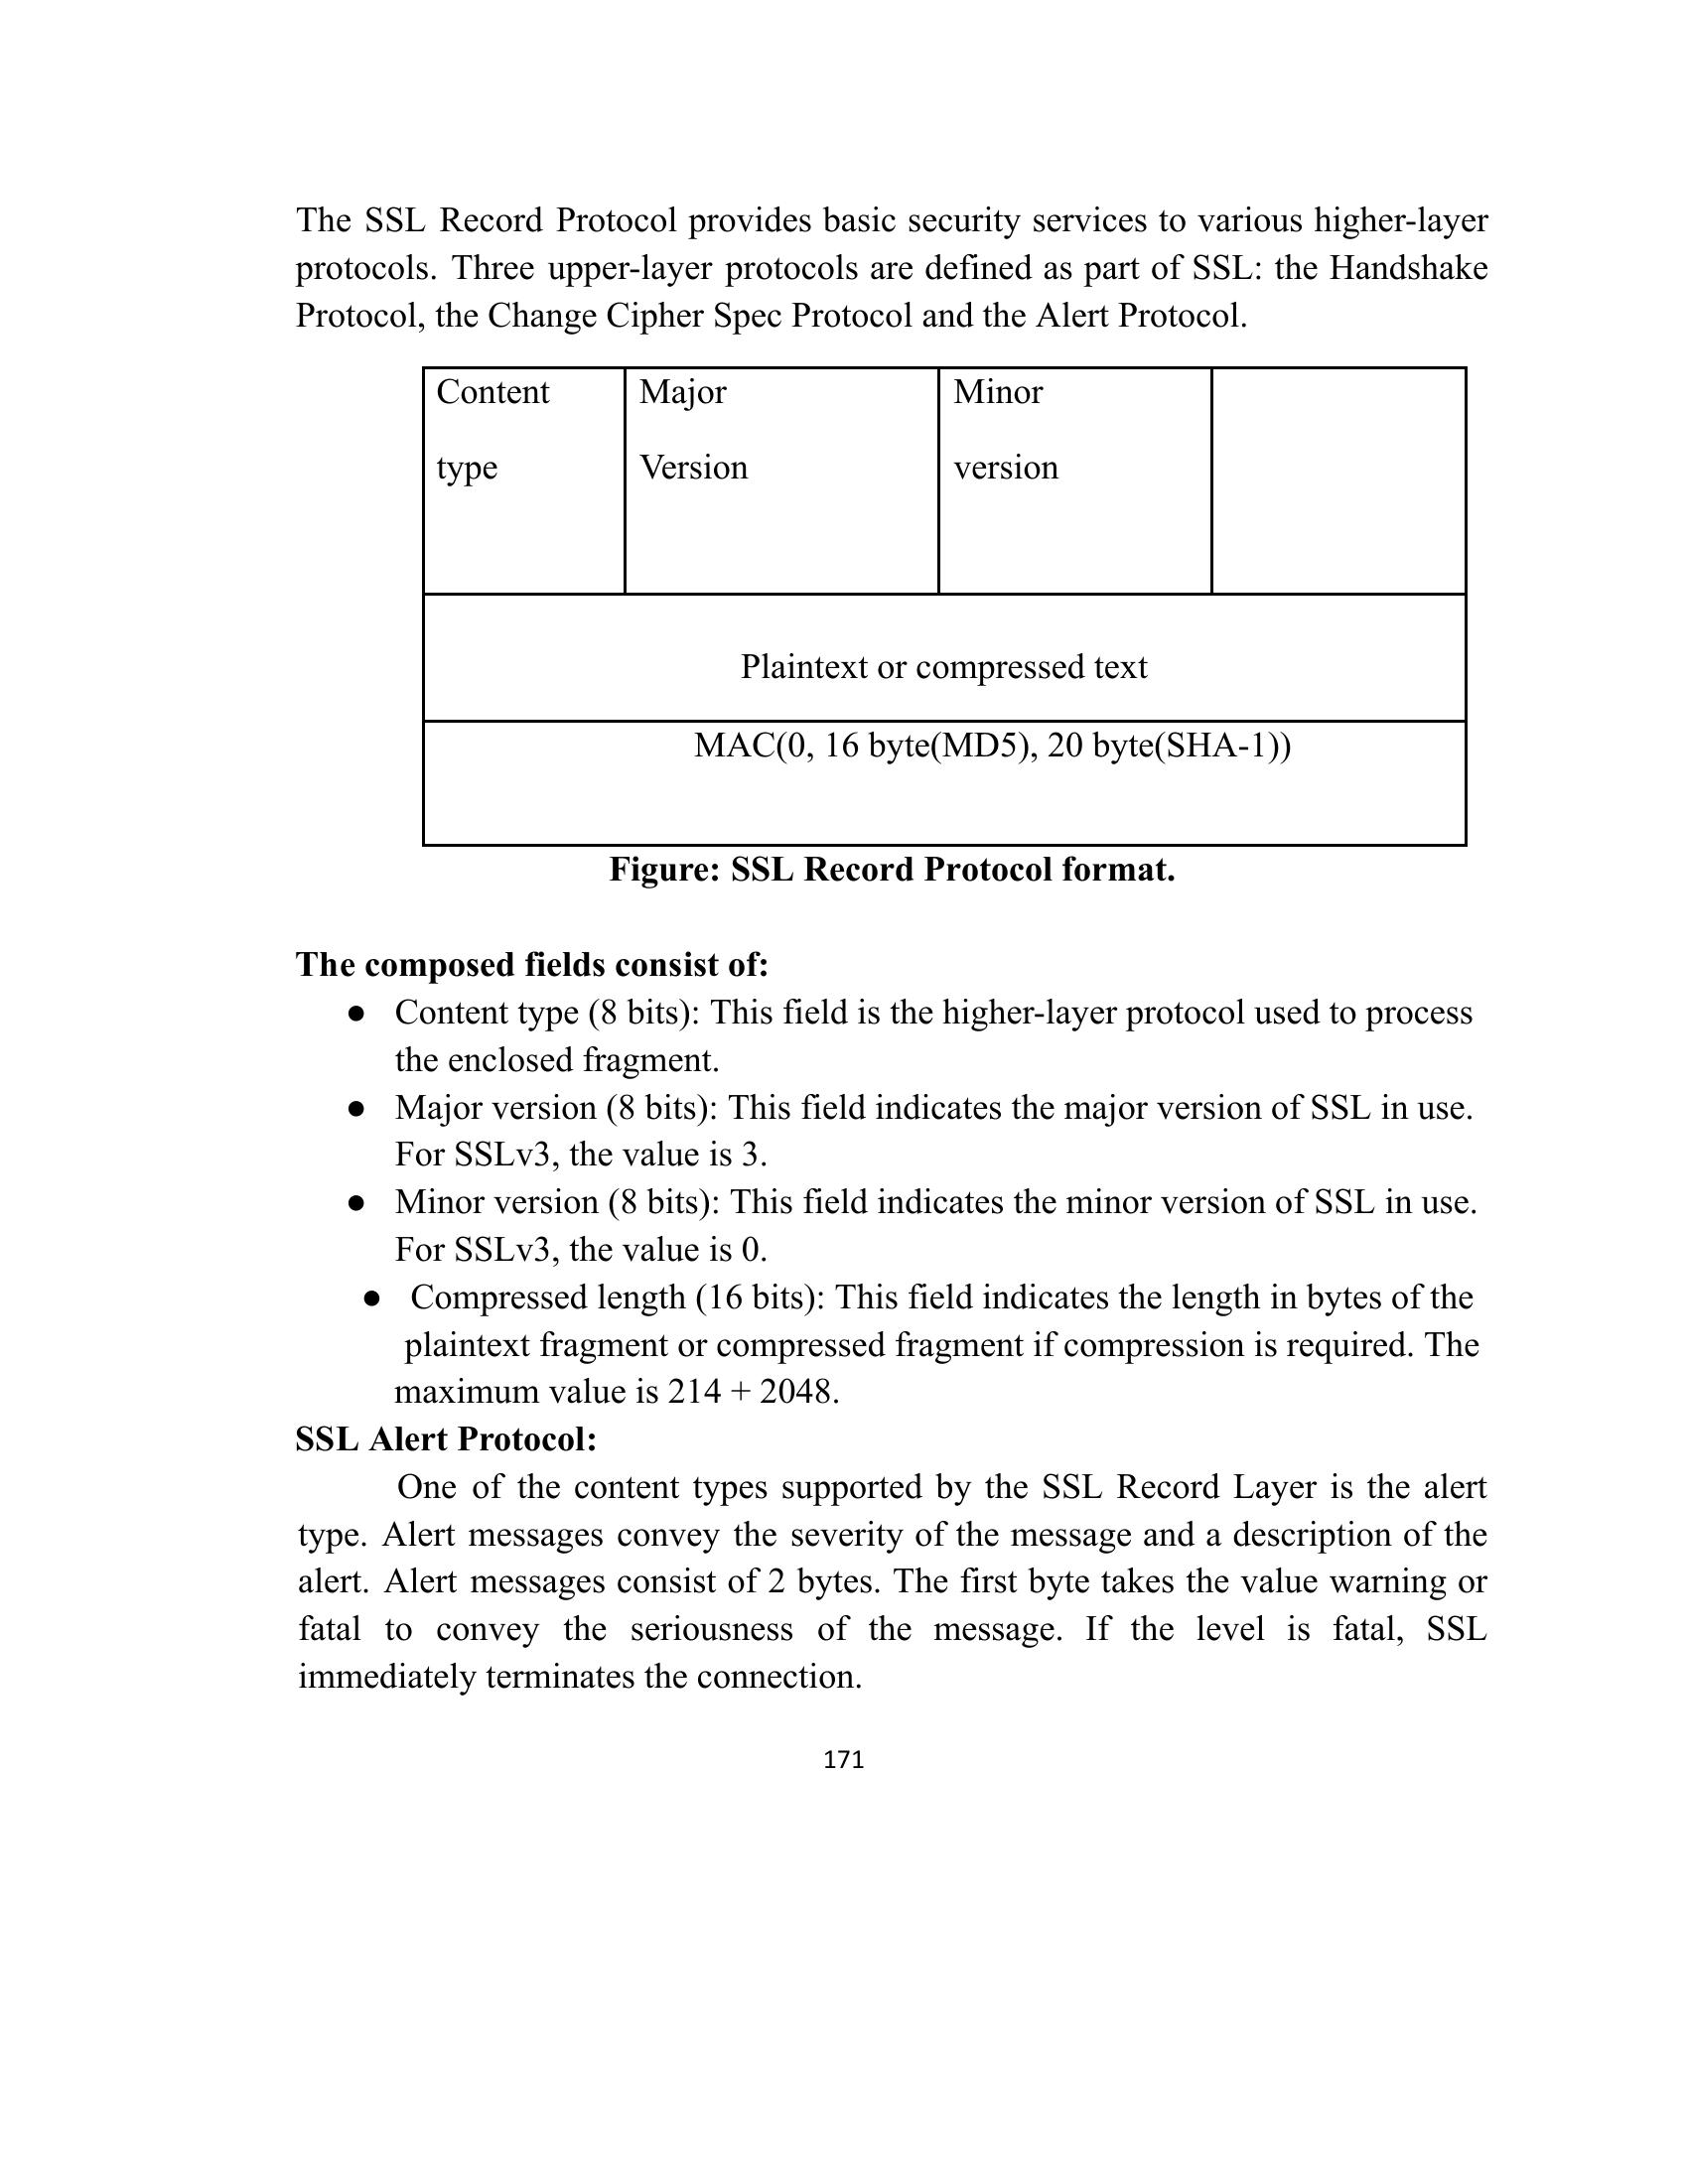 The SSL Record Protocol provides basic security services to various higher-layer
protocols. Three upper-layer protocols are defined as part of SSL: the Handshake
Protocol, the Change Cipher Spec Protocol and the Alert Protocol.
Content
type
Major
Version
Minor
version
Plaintext or compressed text
MAC(0, 16 byte(MD5), 20 byte(SHA-1))
Figure: SSL Record Protocol format.
The composed fields consist of:
● Content type (8 bits): This field is the higher-layer protocol used to process
the enclosed fragment.
● Major version (8 bits): This field indicates the major version of SSL in use.
For SSLv3, the value is 3.
● Minor version (8 bits): This field indicates the minor version of SSL in use.
For SSLv3, the value is 0.
● Compressed length (16 bits): This field indicates the length in bytes of the
plaintext fragment or compressed fragment if compression is required. The
maximum value is 214 + 2048.
SSL Alert Protocol:
One of the content types supported by the SSL Record Layer is the alert
type. Alert messages convey the severity of the message and a description of the
alert. Alert messages consist of 2 bytes. The first byte takes the value warning or
fatal to convey the seriousness of the message. If the level is fatal, SSL
immediately terminates the connection.
171